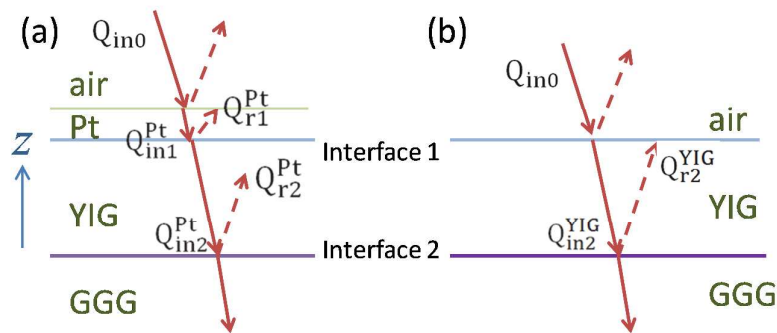 (a)
Q_in0
air
Q_r1^Pt
Pt
Q_in1^Pt
Interface 1
z
Q_r2^Pt
YIG
Q_in2^Pt
Interface 2
GGG
(b)
Q_in0
air
Q_r2^YIG
YIG
Q_in2^YIG
GGG